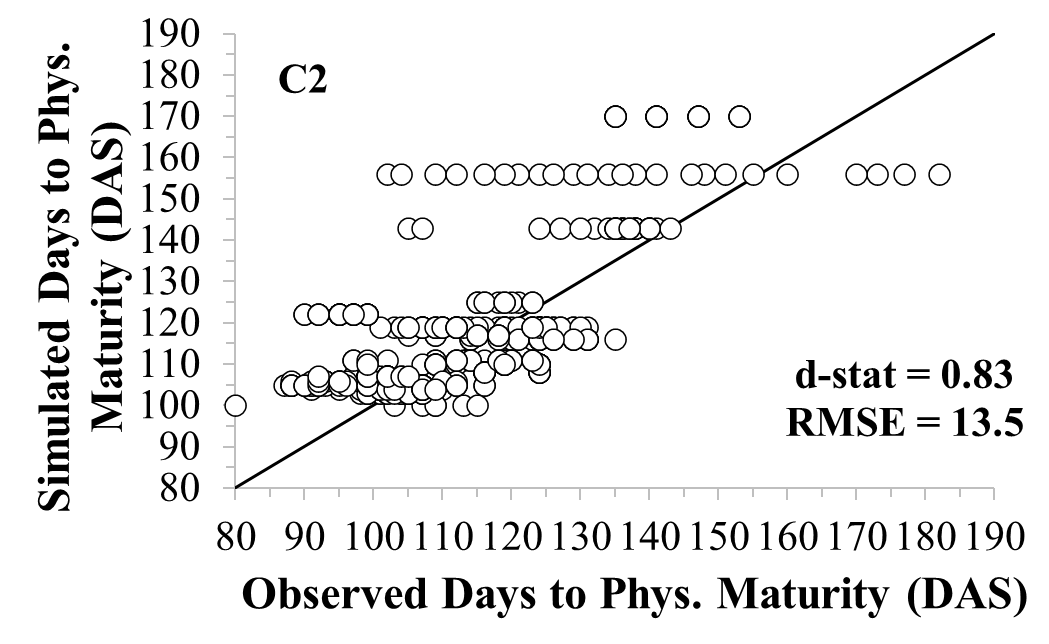 Simulated Days to Phys.
Maturity (DAS)
190
180
170
160
150
140
130
120
110
100
90
80
C2
d-stat = 0.83
RMSE = 13.5
80 90 100 110 120 130 140 150 160 170 180 190
Observed Days to Phys. Maturity (DAS)